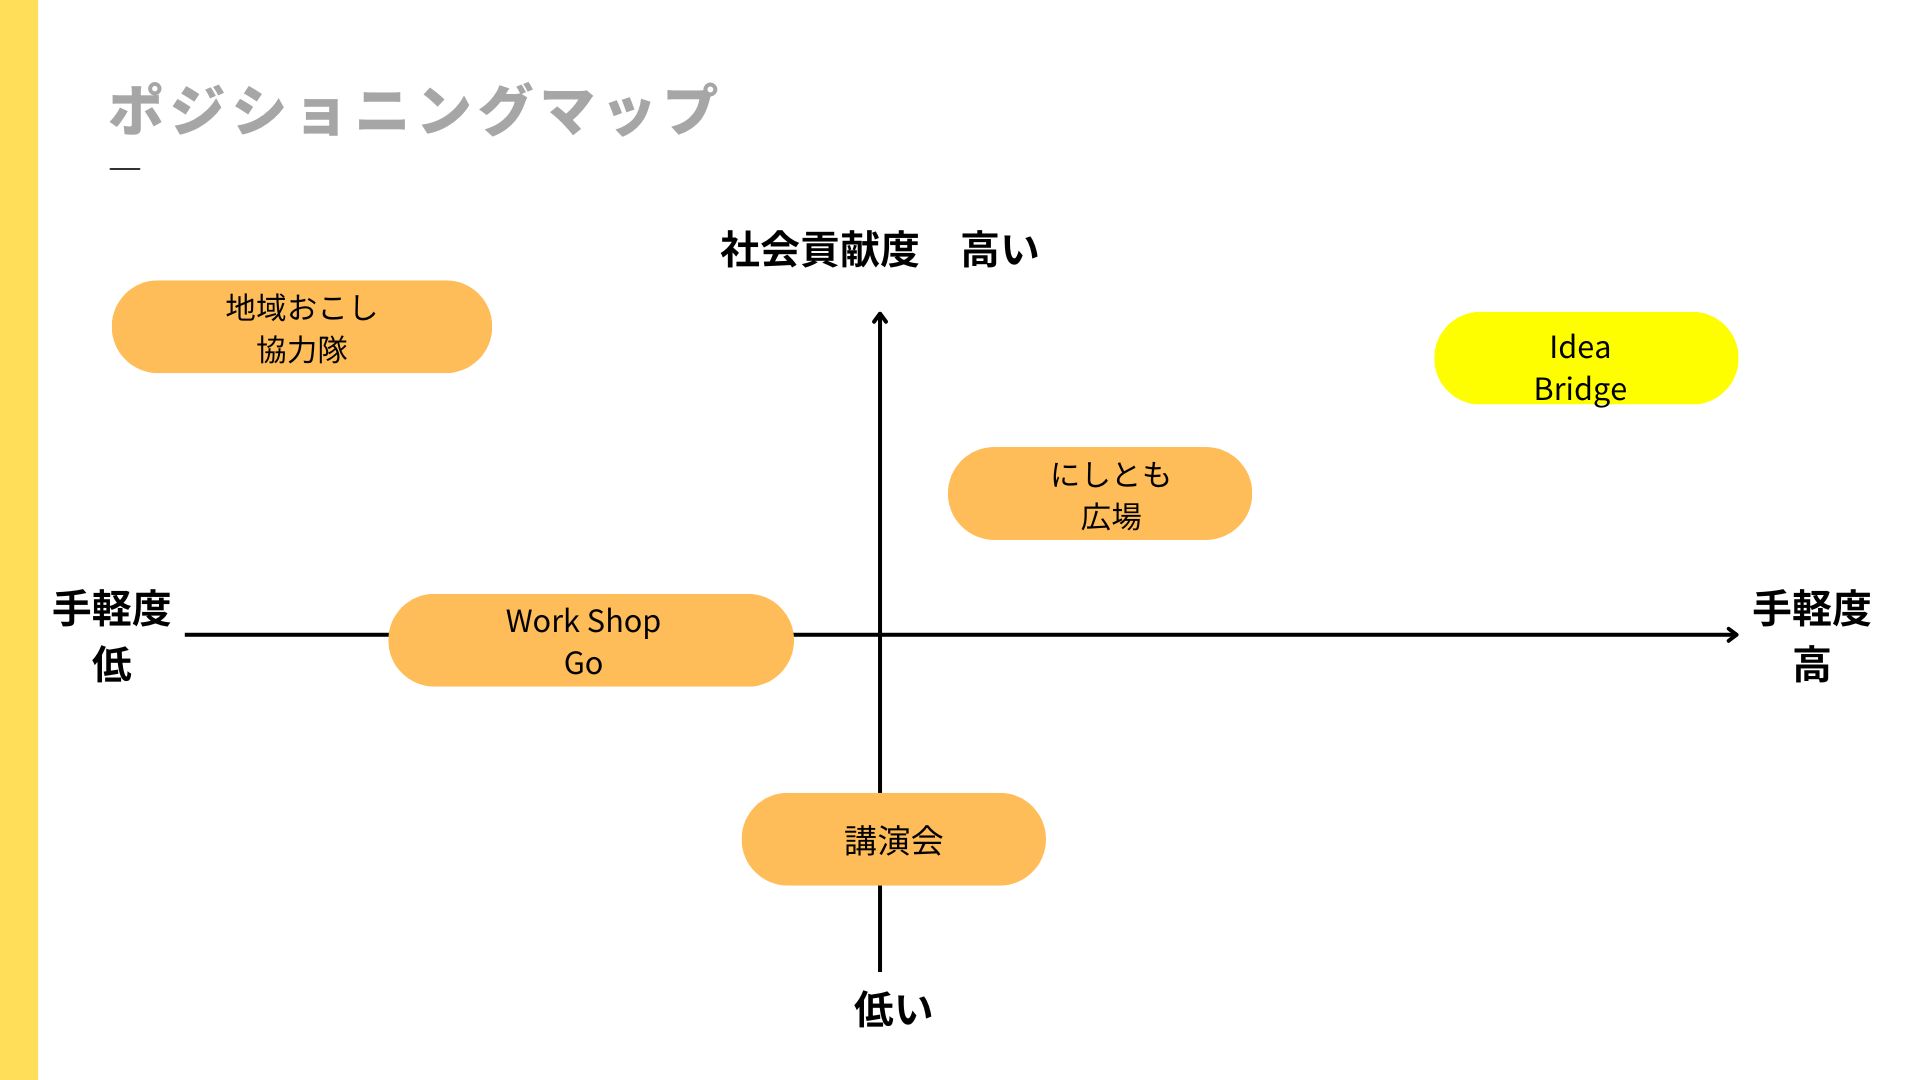 ポジショニングマップ
社会貢献度　高い
地域おこし
協力隊
Idea
Bridge
にしとも
広場
手軽度
低
Work Shop
Go
手軽度
高
講演会
低い